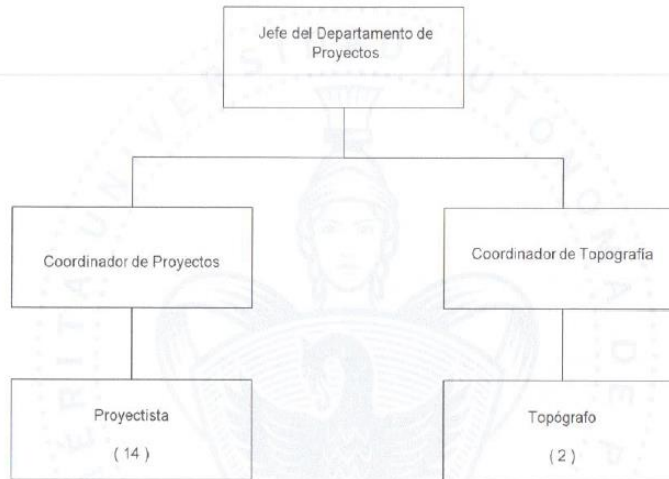 Jefe del Departamento de
Proyectos
Coordinador de Proyectos
Coordinador de Topografía
Proyectista
( 14 )
Topógrafo
( 2 )